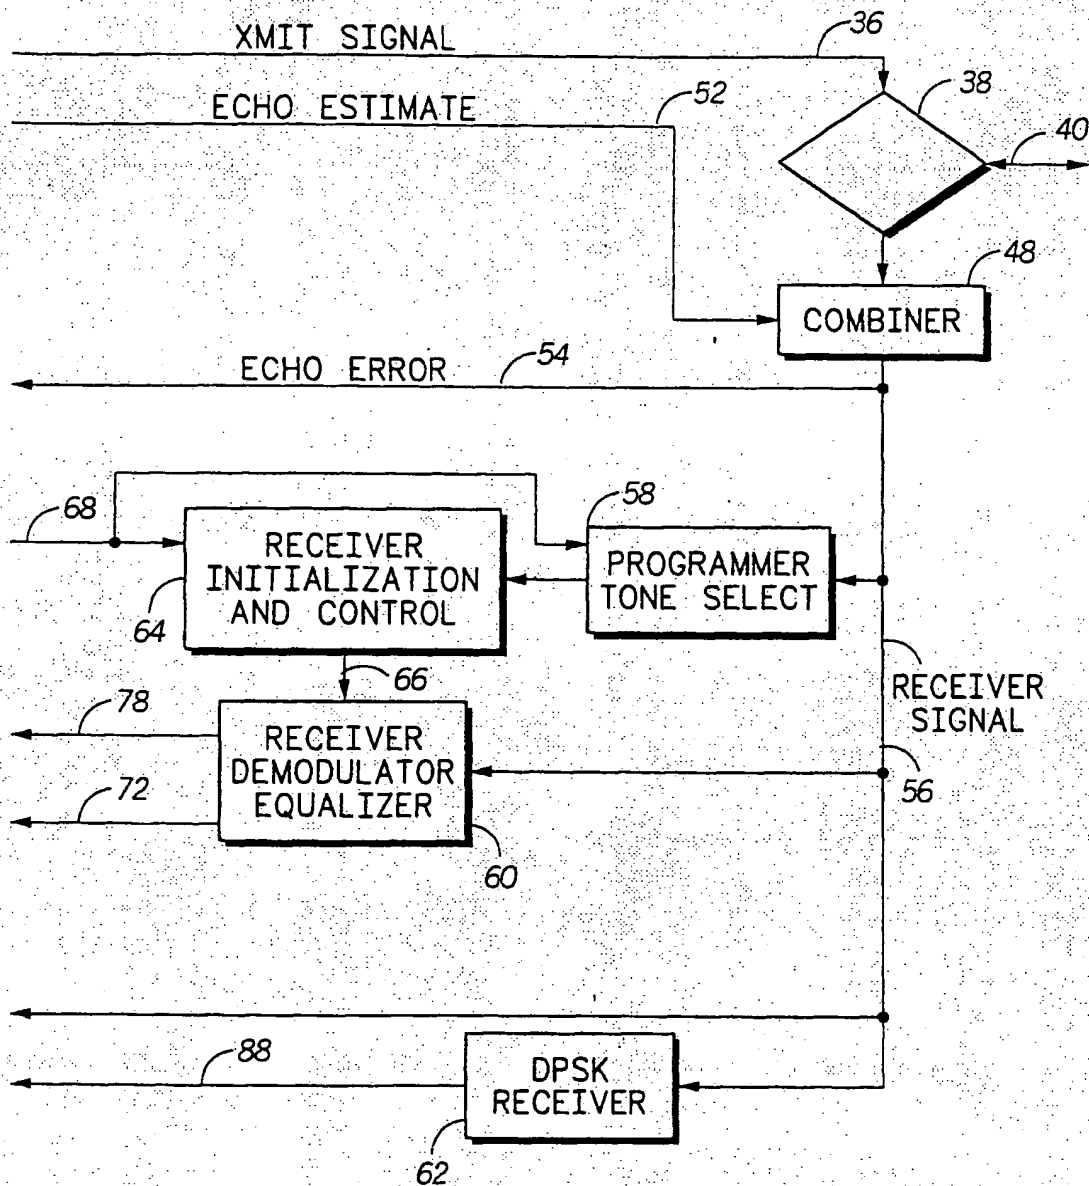 XMIT SIGNAL
36
ECHO ESTIMATE
52
38
40
48
COMBINER
ECHO ERROR
54
68
58
RECEIVER
INITIALIZATION
AND CONTROL
PROGRAMMER
TONE SELECT
64
66
RECEIVER
SIGNAL
78
RECEIVER
DEMODULATOR
EQUALIZER
72
56
60
88
DPSK
RECEIVER
62